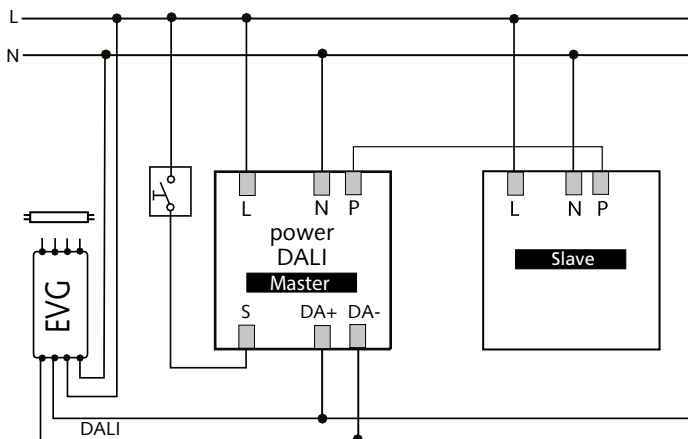 L
N
L N P
power
DALI
Master
S DA+ DA-
L N P
Slave
EVG
DALI